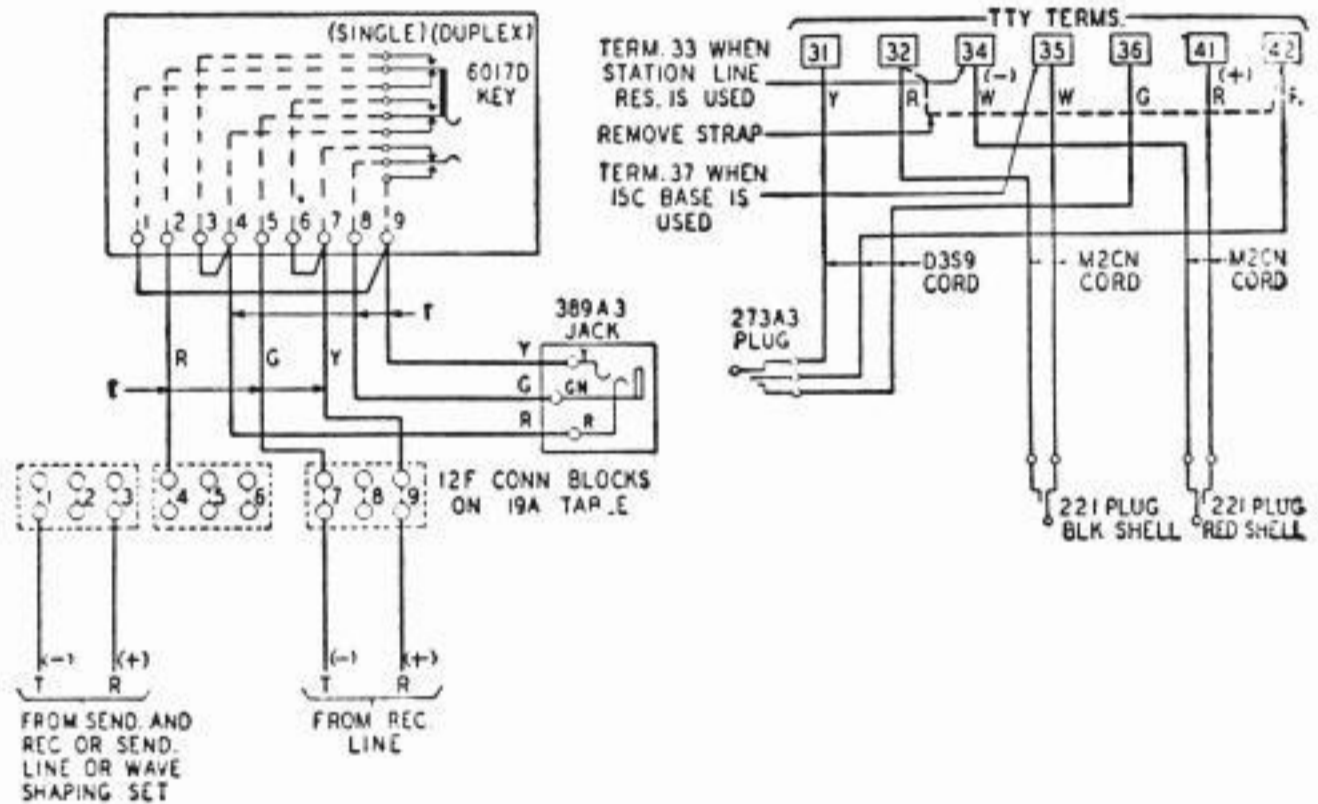 (SINGLE)(DUPLEX)
6017D
KEY
1 2 3 4 5 6 7 8 9
R G Y
389A3
JACK
Y
G GN
R R
1 2 3 4 5 6 7 8 9
12F CONN BLOCKS
ON 19A
(-) (+) (-) (+)
T R T R
FROM SEND. AND
REC OR SEND.
LINE OR WAVE
SHAPING SET
FROM REC
LINE
TTY TERMS.
31 32 34 35 36 41 42
(-) (+)
Y R W W G R
TERM. 33 WHEN
STATION LINE
RES. IS USED
REMOVE STRAP
TERM. 37 WHEN
15C BASE IS
USED
D3S9
CORD
M2CN
CORD
M2CN
CORD
273A3
PLUG
221 PLUG
BLK SHELL
221 PLUG
RED SHELL